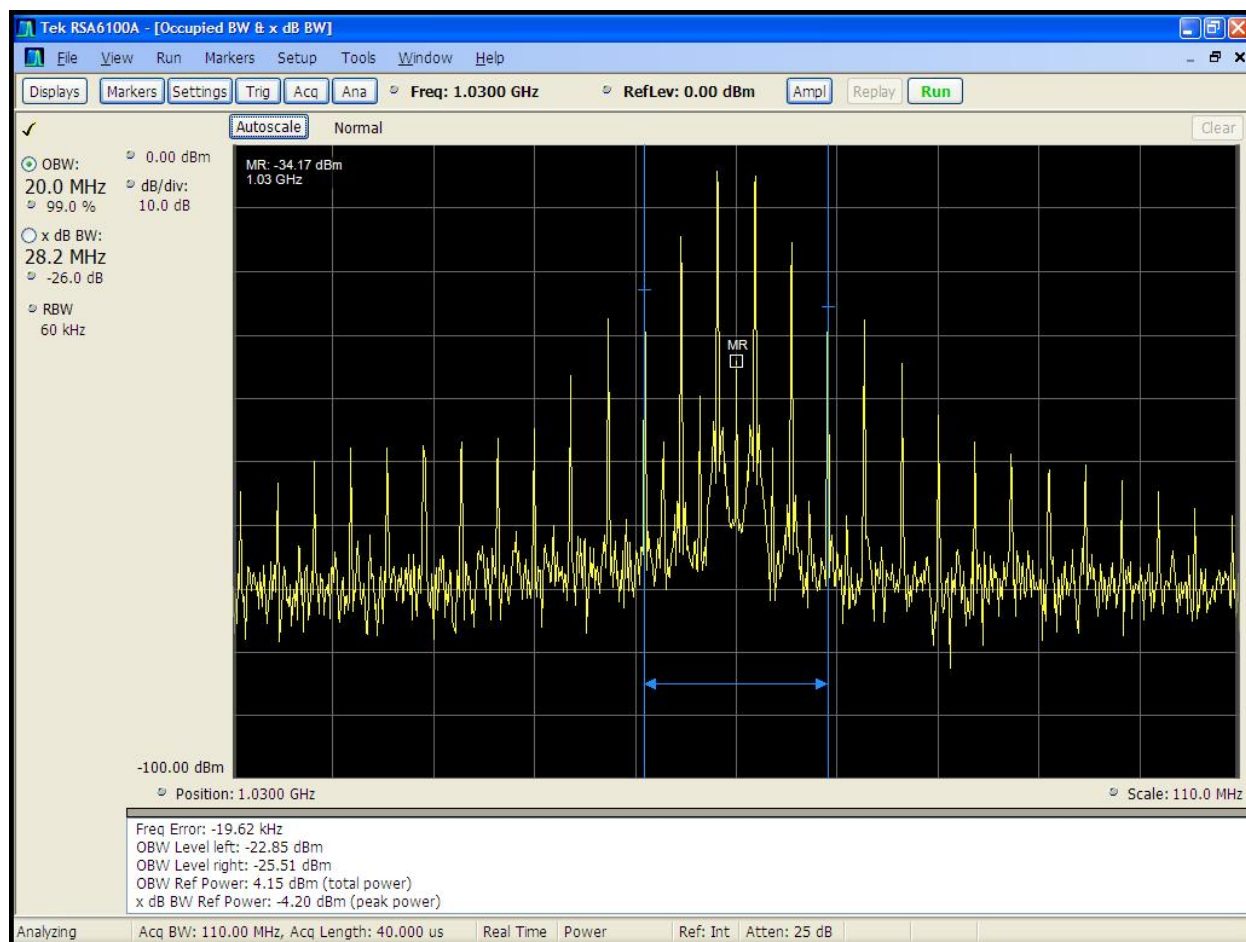 Tek RSA6100A - [Occupied BW & x dB BW]
File View Run Markers Setup Tools Window Help
Displays Markers Settings Trig Acq Ana Freq: 1.0300 GHz RefLev: 0.00 dBm Ampl Replay Run
Autoscale Normal Clear
OBW:
20.0 MHz
99.0 %
x dB BW:
28.2 MHz
-26.0 dB
RBW
60 kHz
0.00 dBm
dB/div:
10.0 dB
-100.00 dBm
MR: -34.17 dBm
1.03 GHz
MR
Position: 1.0300 GHz Scale: 110.0 MHz
Freq Error: -19.62 kHz
OBW Level left: -22.85 dBm
OBW Level right: -25.51 dBm
OBW Ref Power: 4.15 dBm (total power)
x dB BW Ref Power: -4.20 dBm (peak power)
Analyzing Acq BW: 110.00 MHz, Acq Length: 40.000 us Real Time Power Ref: Int Atten: 25 dB